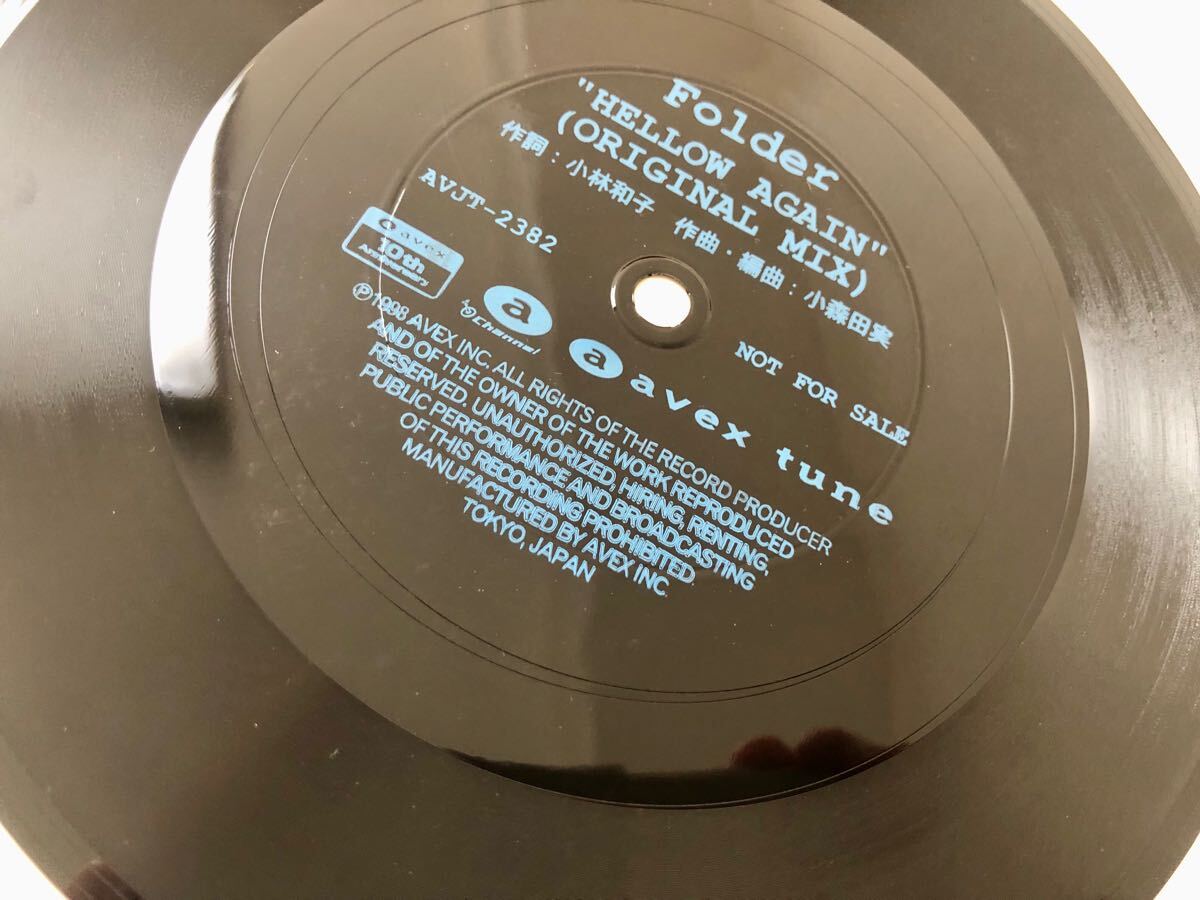 Folder
"HELLOW AGAIN"
(ORIGINAL MIX)
作詞:小林和子 作曲・編曲:小森田実
AVJT-2382
NOT FOR SALE
a avex
10th
Anniversary
a
Channel
a avex tune
Ⓟ1998 AVEX INC. ALL RIGHTS OF THE RECORD PRODUCER
AND OF THE OWNER OF THE WORK REPRODUCED
RESERVED. UNAUTHORIZED, HIRING, RENTING,
PUBLIC PERFORMANCE AND BROADCASTING
OF THIS RECORDING PROHIBITED.
MANUFACTURED BY AVEX INC.
TOKYO, JAPAN